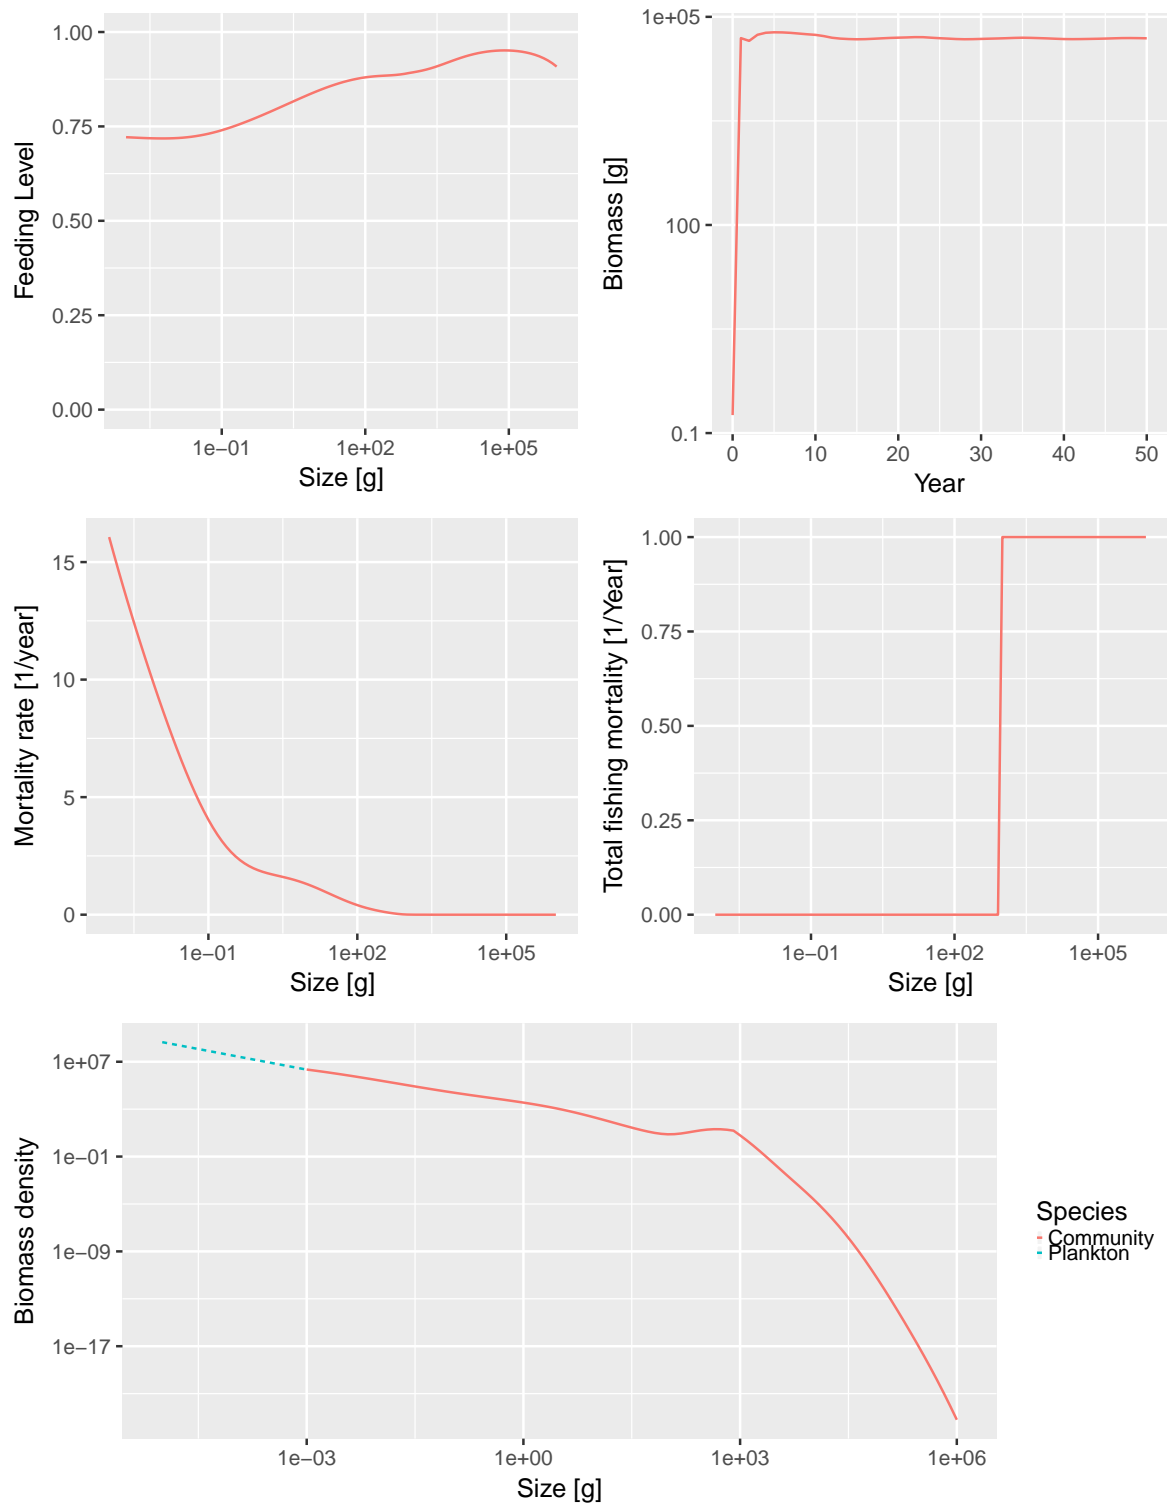 1.00
0.75
0.50
0.25
0.00
Feeding Level
1e−01 1e+02 1e+05
Size [g]
1e+05
100
0.1
Biomass [g]
0 10 20 30 40 50
Year
15
10
5
0
Mortality rate [1/year]
1e−01 1e+02 1e+05
Size [g]
1.00
0.75
0.50
0.25
0.00
Total fishing mortality [1/Year]
1e−01 1e+02 1e+05
Size [g]
1e+07
1e−01
1e−09
1e−17
Biomass density
1e−03 1e+00 1e+03 1e+06
Size [g]
Species
Community
Plankton